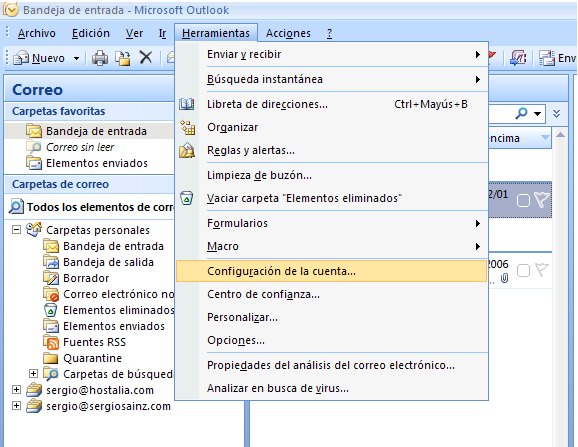 Bandeja de entrada - Microsoft Outlook
Archivo Edición Ver Ir Herramientas Acciones ?
Nuevo
Enviar y recibir
Búsqueda instantánea
Libreta de direcciones... Ctrl+Mayús+B
Organizar
Reglas y alertas...
Limpieza de buzón...
Vaciar carpeta "Elementos eliminados"
Formularios
Macro
Configuración de la cuenta...
Centro de confianza...
Personalizar...
Opciones...
Propiedades del análisis del correo electrónico...
Analizar en busca de virus...
Env
Correo
Carpetas favoritas
Bandeja de entrada
Correo sin leer
Elementos enviados
Carpetas de correo
Todos los elementos de corr
Carpetas personales
Bandeja de entrada
Bandeja de salida
Borrador
Correo electrónico no
Elementos eliminados
Elementos enviados
Fuentes RSS
Quarantine
Carpetas de búsqued
sergio@hostalia.com
sergio@sergiosainz.com
encima
2/01
2006